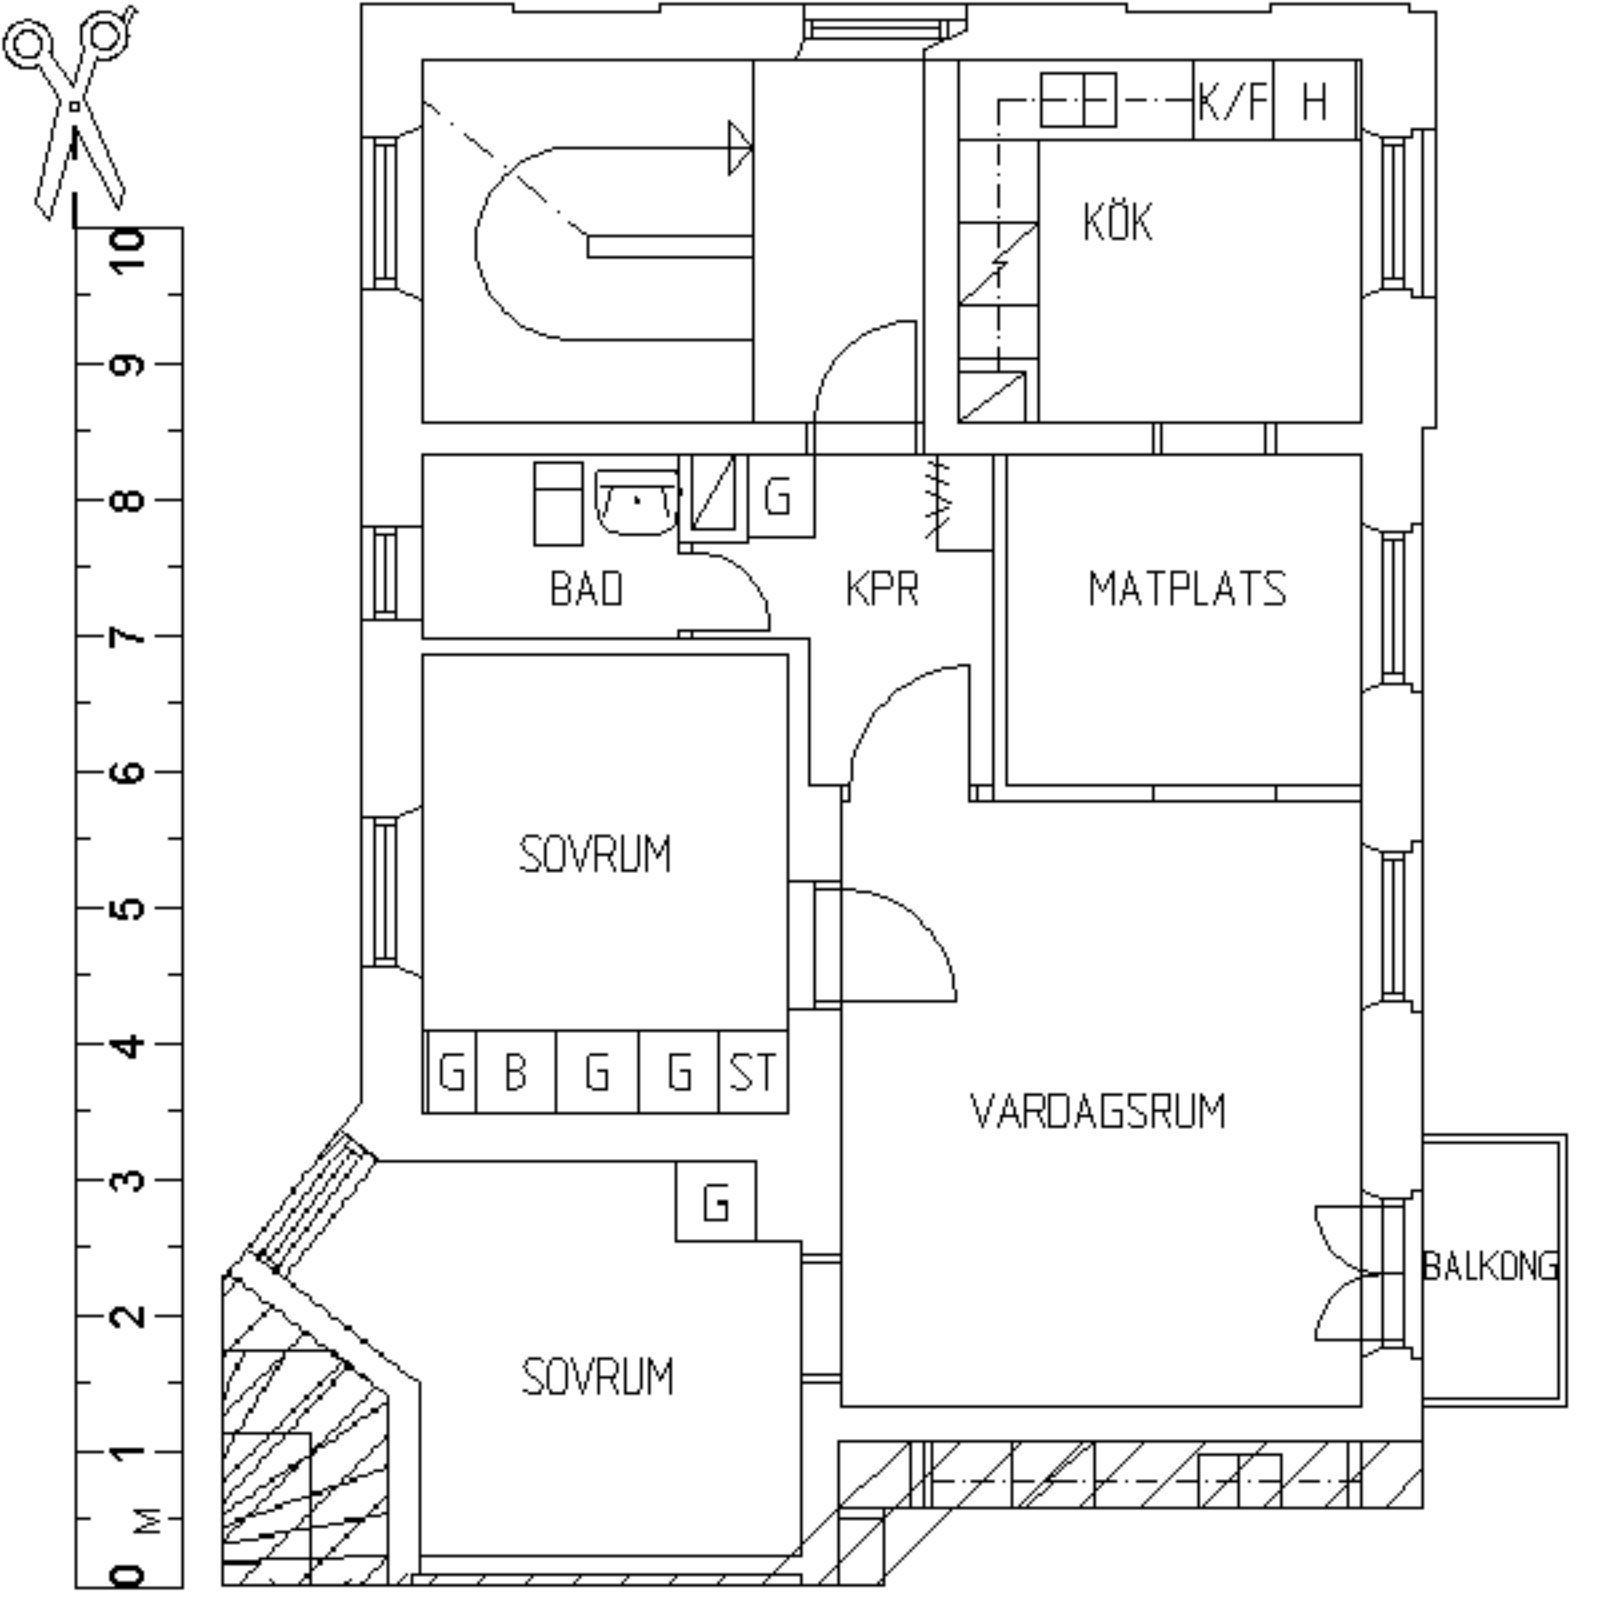 K/F H
KÖK
10
9
8
7
6
5
4
3
2
1
M
0
G
BAD
KPR
MATPLATS
SOVRUM
G B G G ST
VARDAGSRUM
G
BALKONG
SOVRUM